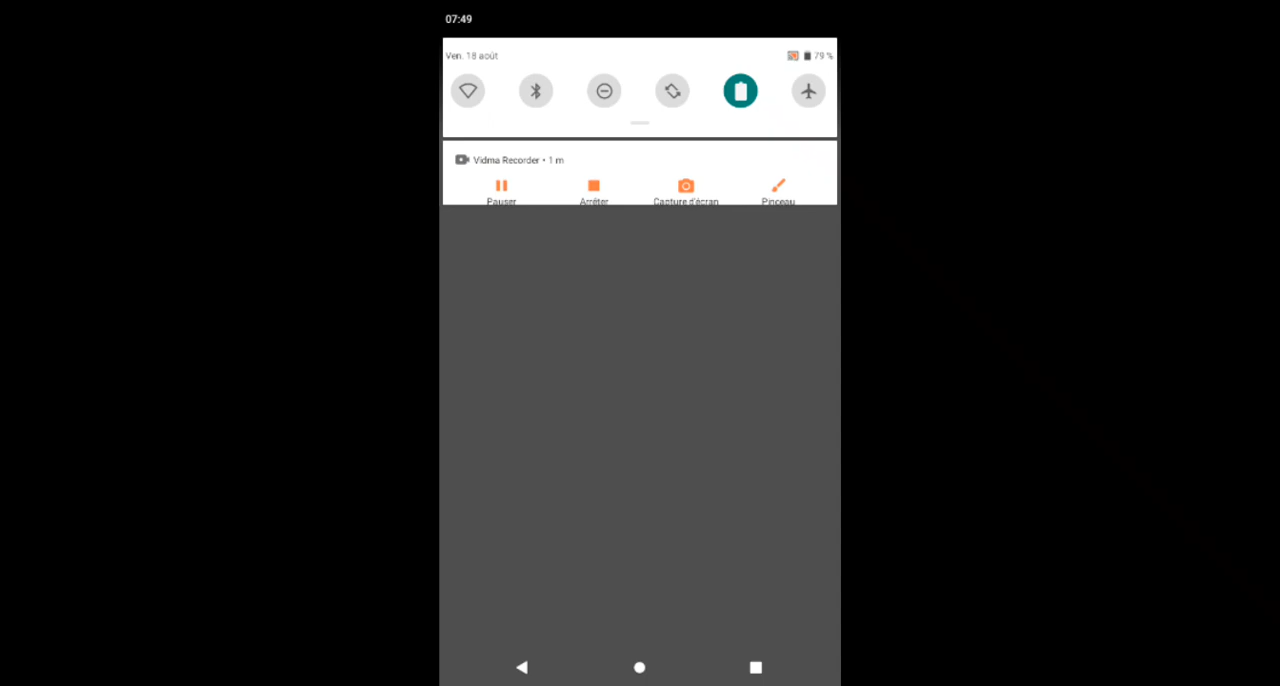 07:49
Ven. 18 août
79 %
Vidma Recorder • 1 m
Pauser
Arrêter
Capture d'écran
Pinceau